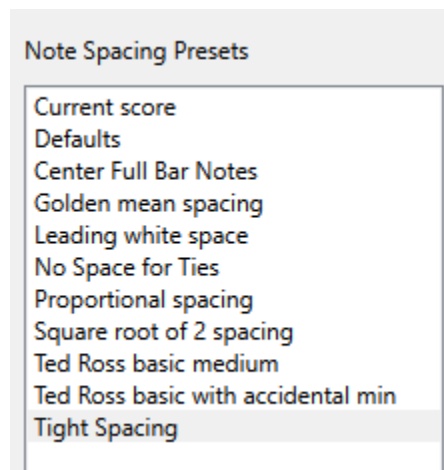 Note Spacing Presets
Current score
Defaults
Center Full Bar Notes
Golden mean spacing
Leading white space
No Space for Ties
Proportional spacing
Square root of 2 spacing
Ted Ross basic medium
Ted Ross basic with accidental min
Tight Spacing